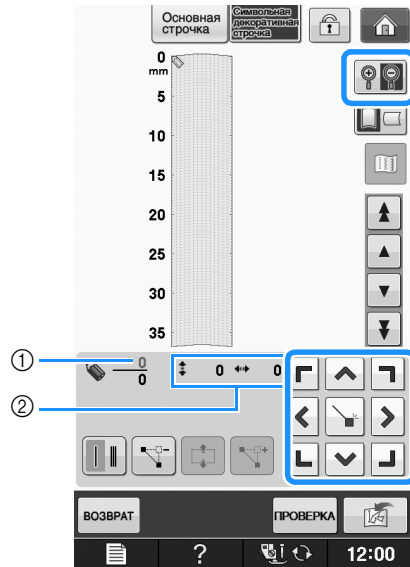 Основная
строчка
Символьная
декоративная
строчка
0
mm
5
10
15
20
25
30
35
① 0
0
0 0
②
ВОЗВРАТ
ПРОВЕРКА
? 12:00